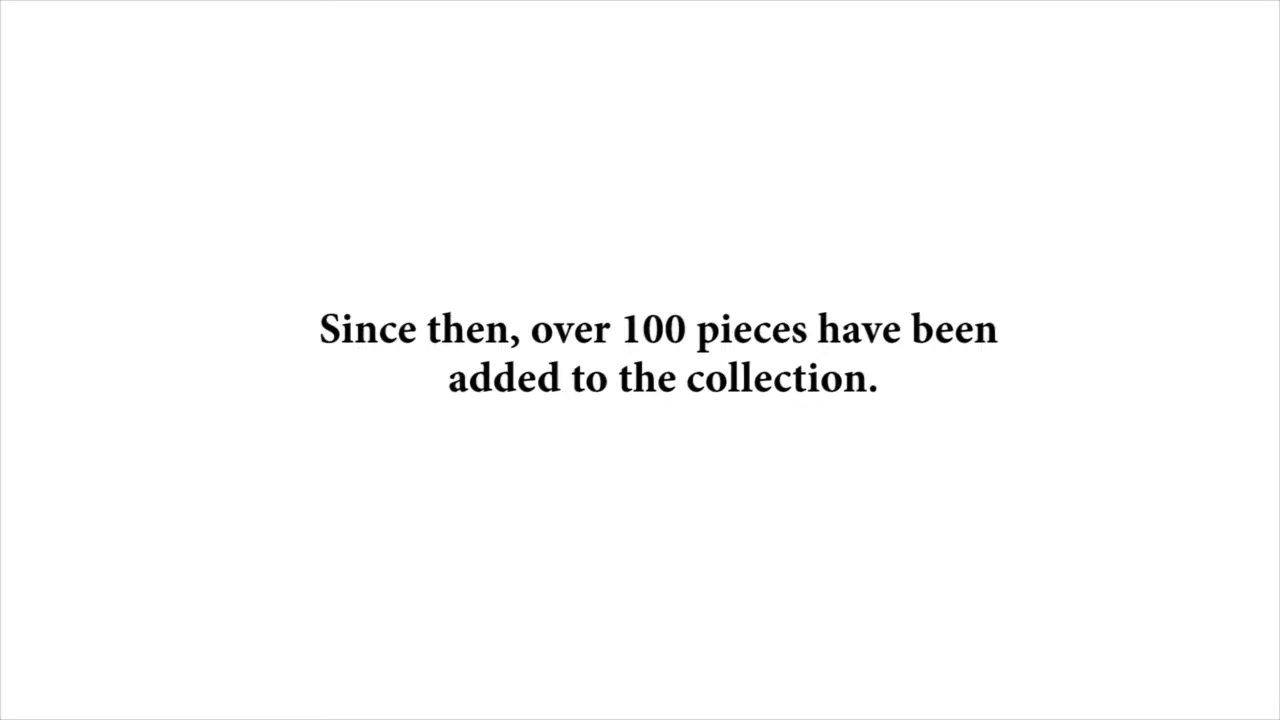 Since then, over 100 pieces have been
added to the collection.